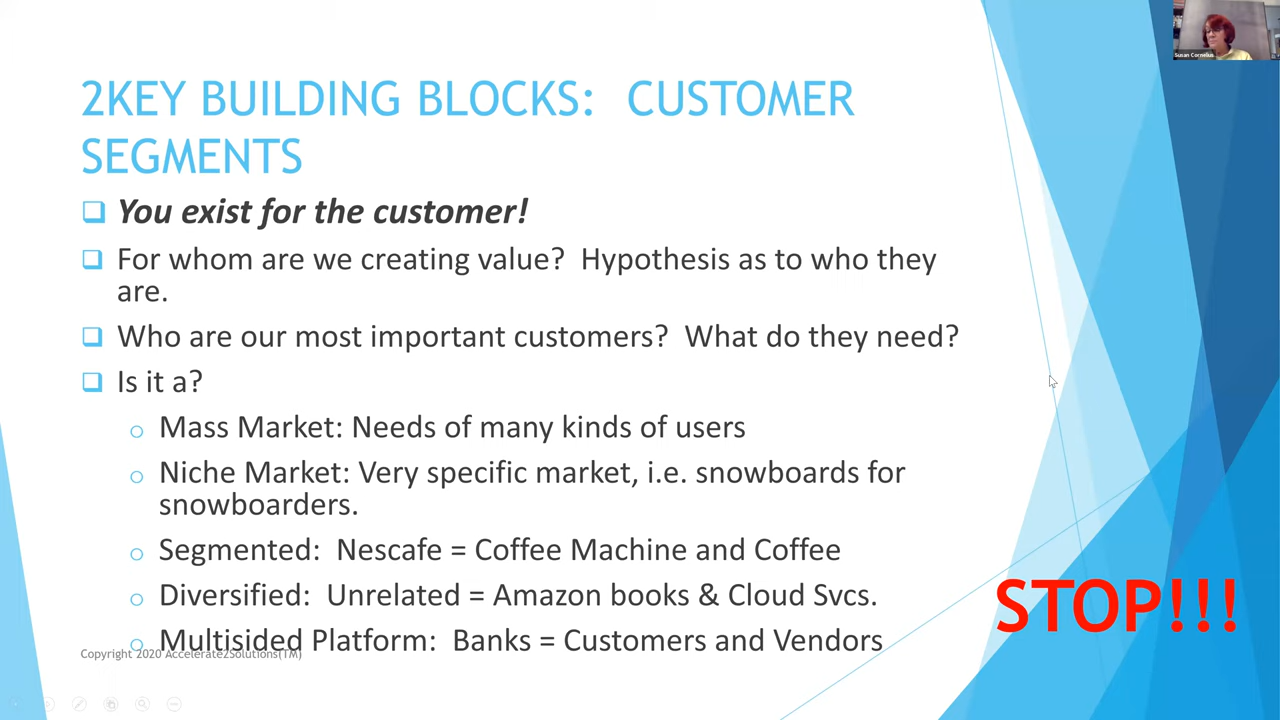 Susan Cornelius
2KEY BUILDING BLOCKS: CUSTOMER
SEGMENTS
You exist for the customer!
For whom are we creating value? Hypothesis as to who they
are.
Who are our most important customers? What do they need?
Is it a?
Mass Market: Needs of many kinds of users
Niche Market: Very specific market, i.e. snowboards for
snowboarders.
Segmented: Nescafe = Coffee Machine and Coffee
Diversified: Unrelated = Amazon books & Cloud Svcs.
STOP!!!
Multisided Platform: Banks = Customers and Vendors
Copyright 2020 Accelerate2Solutions(TM)